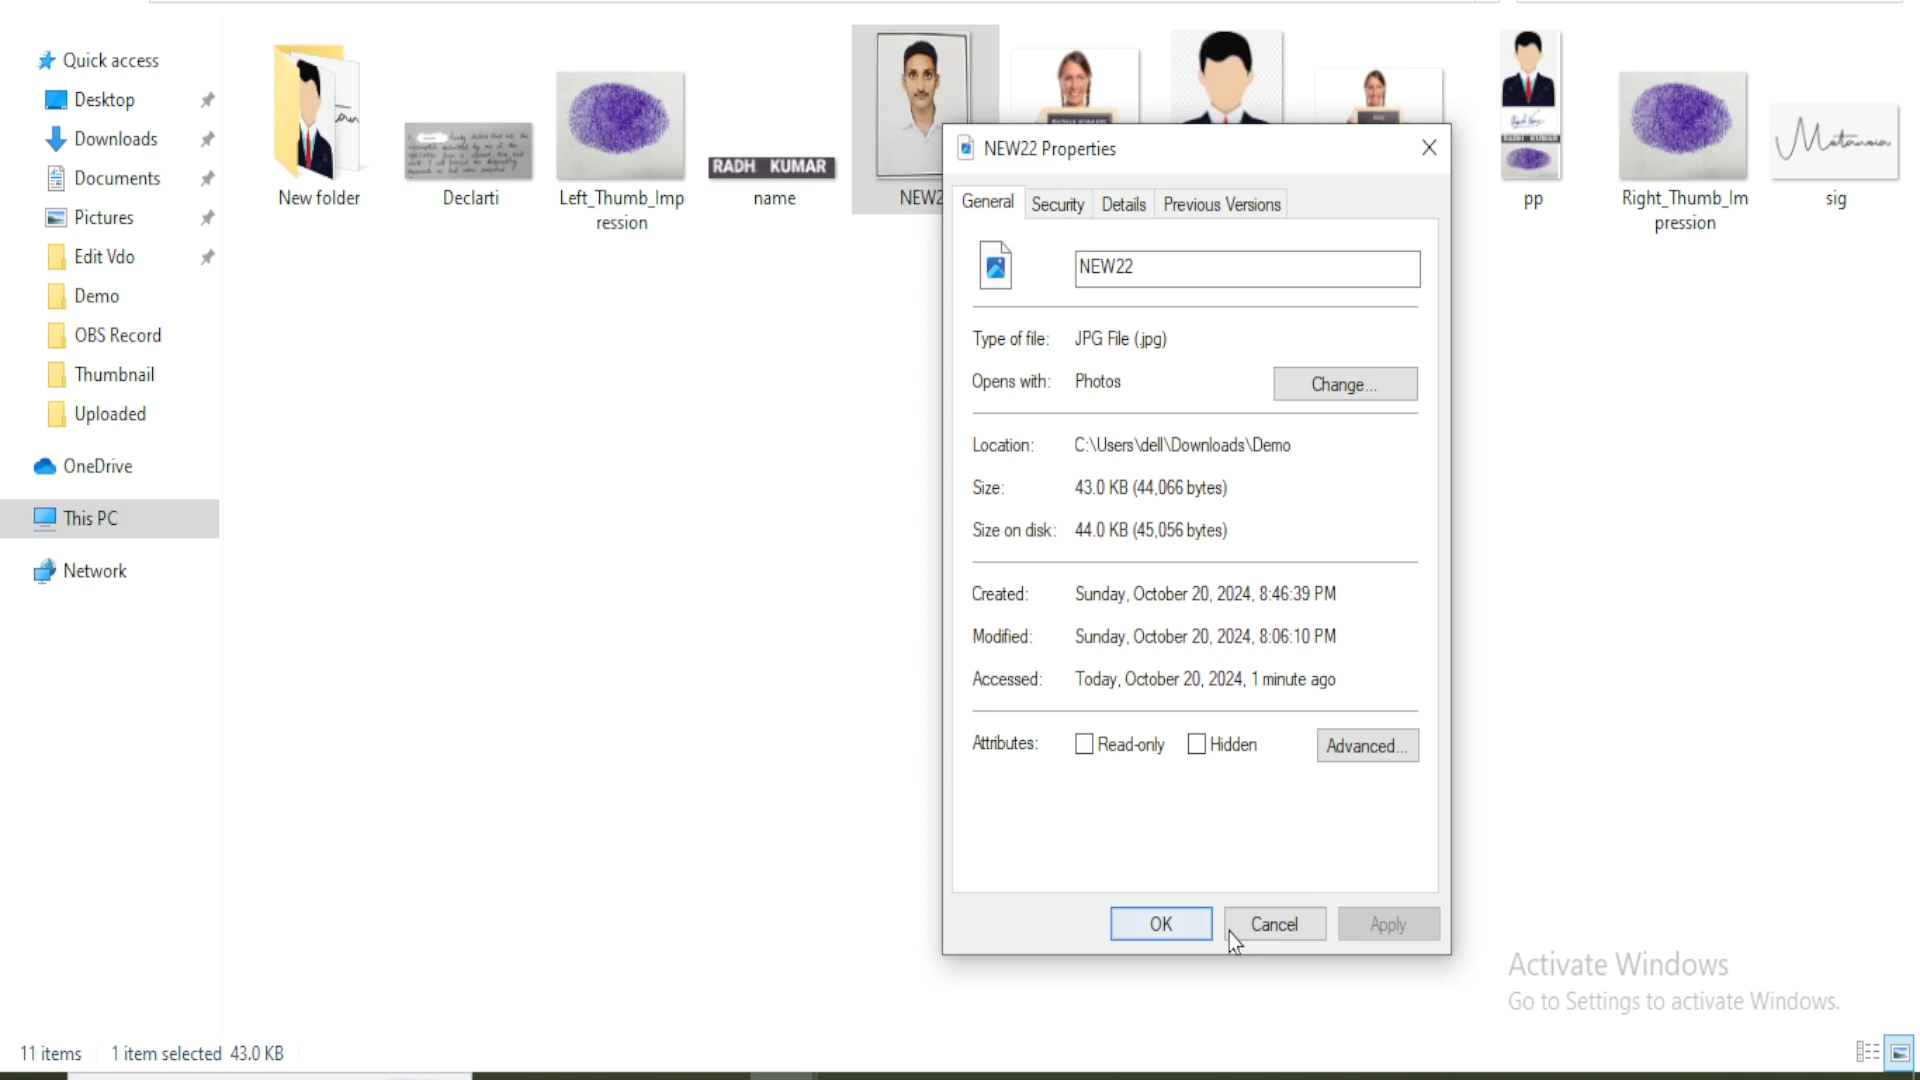 Quick access
Desktop
Downloads
Documents
Pictures
Edit Vdo
Demo
OBS Record
Thumbnail
Uploaded
OneDrive
This PC
Network
New folder
Declarti
Left_Thumb_Imp
ression
RADH KUMAR
name
NEW2
pp
Right_Thumb_Im
pression
sig
NEW22 Properties
General
Security
Details
Previous Versions
NEW22
Type of file: JPG File (.jpg)
Opens with: Photos
Change...
Location: C:\Users\dell\Downloads\Demo
Size: 43.0 KB (44,066 bytes)
Size on disk: 44.0 KB (45,056 bytes)
Created: Sunday, October 20, 2024, 8:46:39 PM
Modified: Sunday, October 20, 2024, 8:06:10 PM
Accessed: Today, October 20, 2024, 1 minute ago
Attributes: Read-only Hidden Advanced...
OK Cancel Apply
Activate Windows
Go to Settings to activate Windows.
11 items 1 item selected 43.0 KB